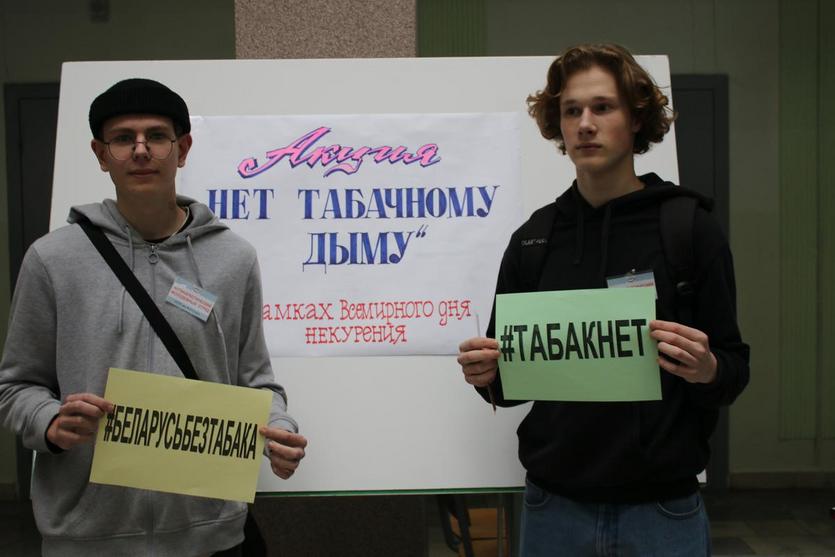 Акция
НЕТ ТАБАЧНОМУ
ДЫМУ"
рамках Всемирного дня
некурения
#БЕЛАРУСЬБЕЗТАБАКА
#ТАБАКНЕТ